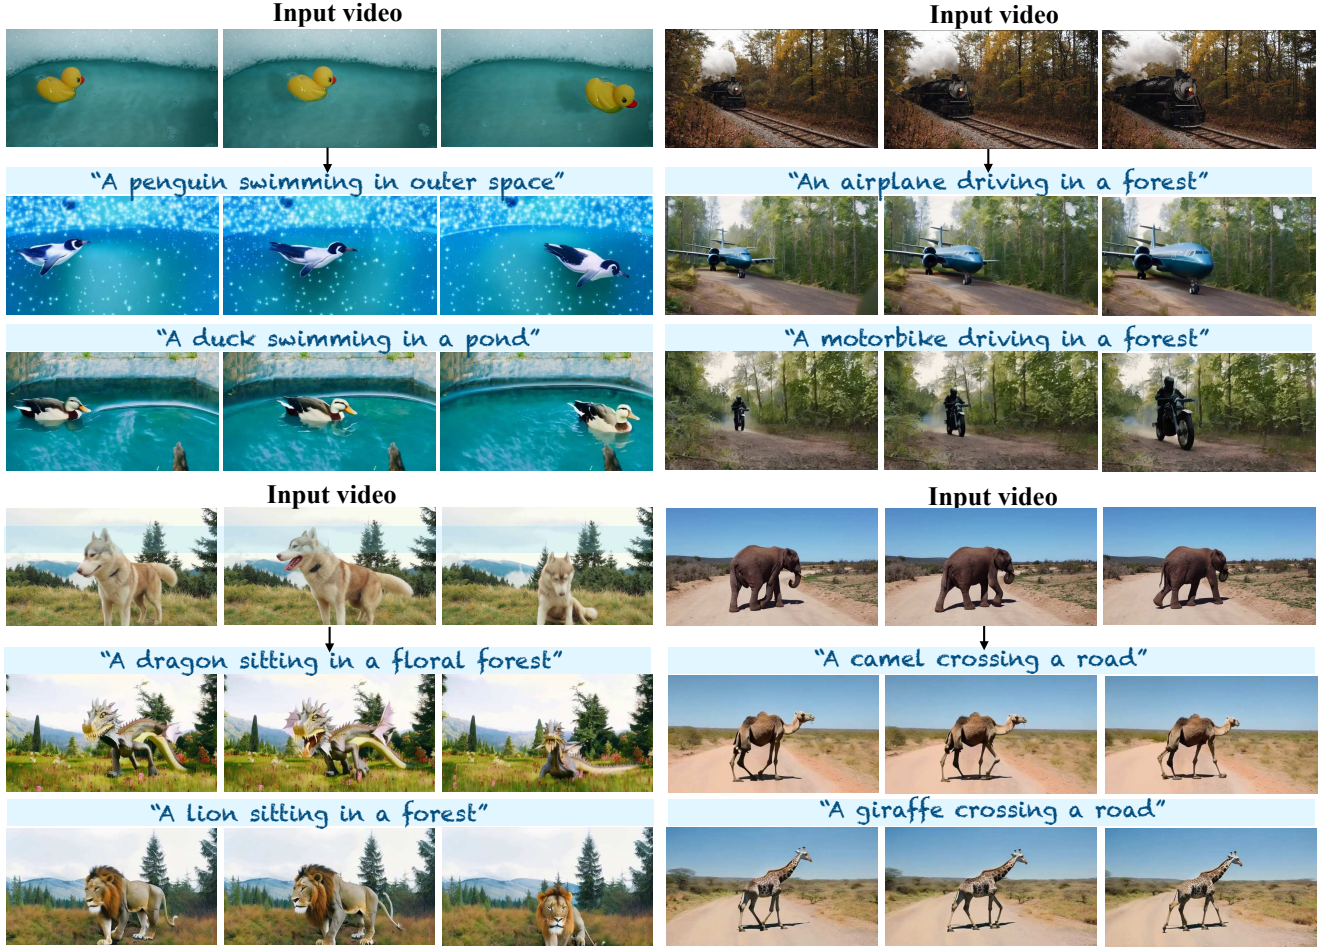 Input video
"A penguin swimming in outer space"
"A duck swimming in a pond"
Input video
"An airplane driving in a forest"
"A motorbike driving in a forest"
Input video
"A dragon sitting in a floral forest"
"A lion sitting in a forest"
Input video
"A camel crossing a road"
"A giraffe crossing a road"